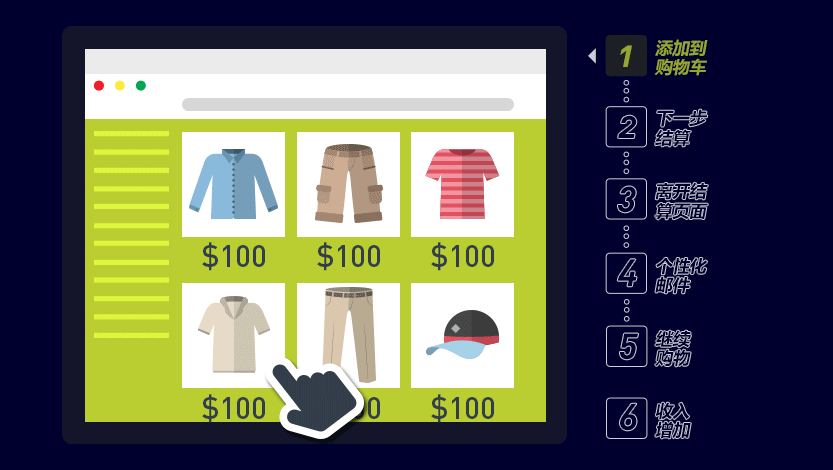 $100 $100 $100
$100 00 $100
1 添加到
购物车
2 下一步
结算
3 离开结
算页面
4 个性化
邮件
5 继续
购物
6 收入
增加